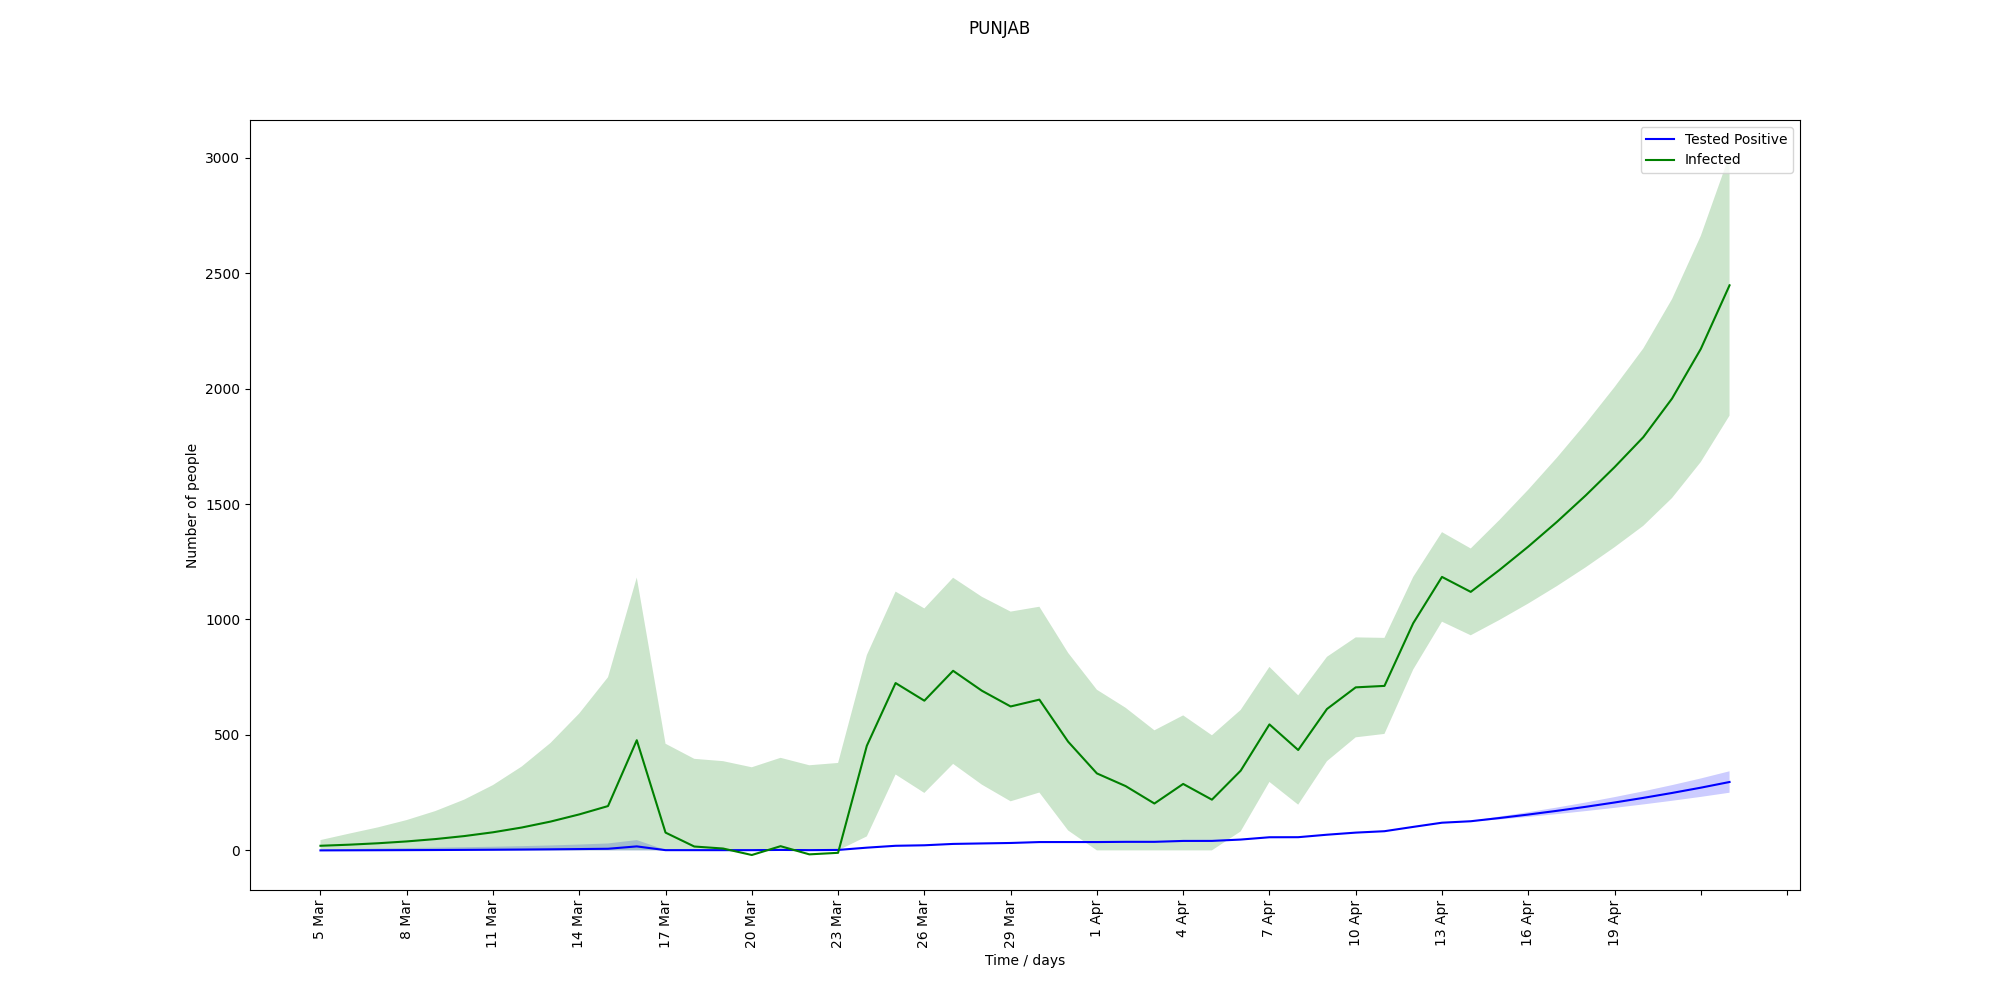 PUNJAB
3000
2500
2000
1500
1000
500
0
Number of people
Tested Positive
Infected
5 Mar
8 Mar
11 Mar
14 Mar
17 Mar
20 Mar
23 Mar
26 Mar
29 Mar
1 Apr
4 Apr
7 Apr
10 Apr
13 Apr
16 Apr
19 Apr
Time / days